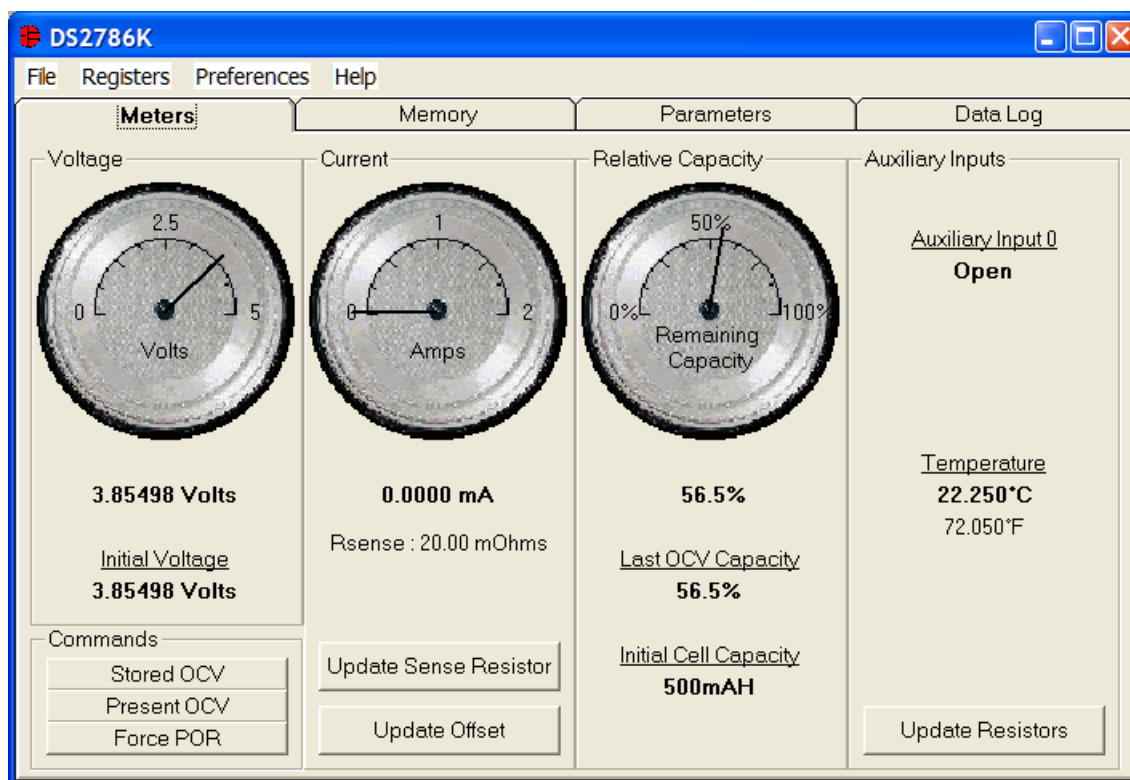 DS2786K
File Registers Preferences Help
Meters Memory Parameters Data Log
Voltage
2.5
0 5
Volts
3.85498 Volts
Initial Voltage
3.85498 Volts
Commands
Stored OCV
Present OCV
Force POR
Current
1
0 2
Amps
0.0000 mA
Rsense : 20.00 mOhms
Update Sense Resistor
Update Offset
Relative Capacity
50%
0% 100%
Remaining
Capacity
56.5%
Last OCV Capacity
56.5%
Initial Cell Capacity
500mAH
Auxiliary Inputs
Auxiliary Input 0
Open
Temperature
22.250°C
72.050°F
Update Resistors